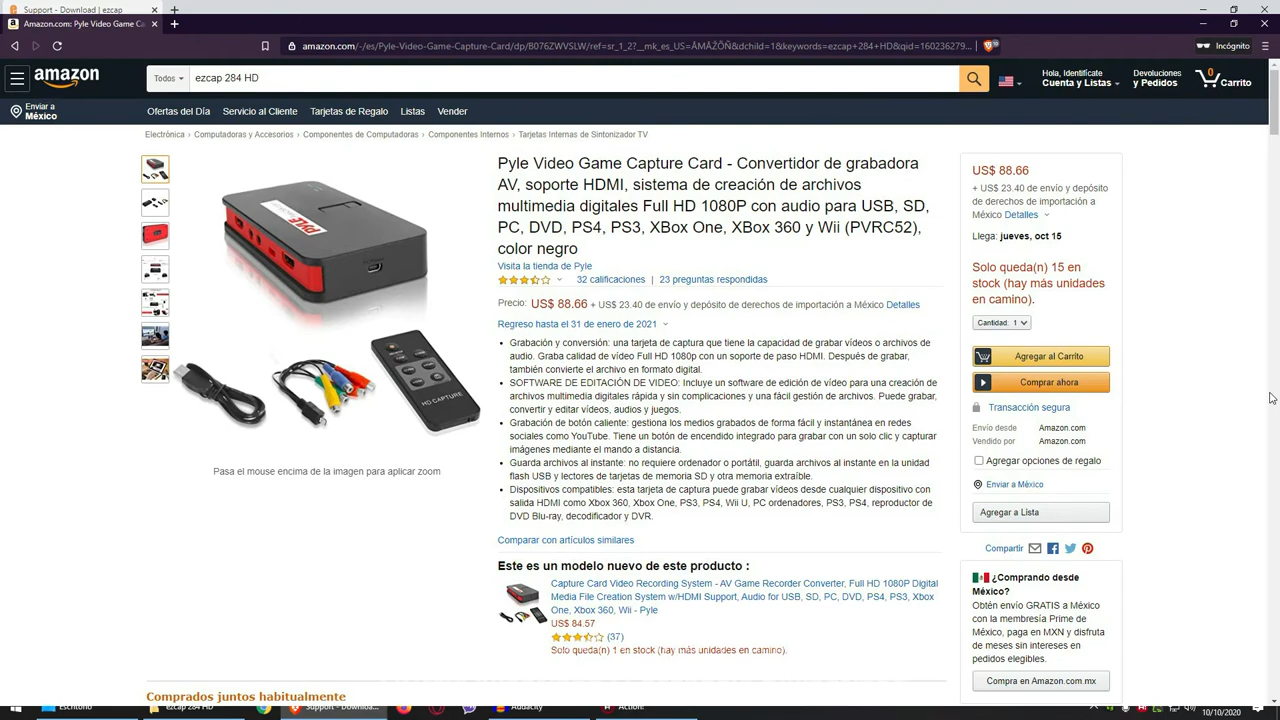 Support - Download | ezcap
Amazon.com: Pyle Video Game Ca
amazon.com/-/es/Pyle-Video-Game-Capture-Card/dp/B076ZWVSLW/ref=sr_1_2?__mk_es_US=ÅMÅŽÕÑ&dchild=1&keywords=ezcap+284+HD&qid=160236279...
Incógnito
amazon
Todos
ezcap 284 HD
Hola, Identifícate
Cuenta y Listas
Devoluciones
y Pedidos
0
Carrito
Enviar a
México
Ofertas del Día
Servicio al Cliente
Tarjetas de Regalo
Listas
Vender
Electrónica › Computadoras y Accesorios › Componentes de Computadoras › Componentes Internos › Tarjetas Internas de Sintonizador TV
PYLE
HD CAPTURE
Pasa el mouse encima de la imagen para aplicar zoom
Pyle Video Game Capture Card - Convertidor de grabadora
AV, soporte HDMI, sistema de creación de archivos
multimedia digitales Full HD 1080P con audio para USB, SD,
PC, DVD, PS4, PS3, XBox One, XBox 360 y Wii (PVRC52),
color negro
Visita la tienda de Pyle
32 calificaciones | 23 preguntas respondidas
Precio: US$ 88.66 + US$ 23.40 de envío y depósito de derechos de importación a México Detalles
Regreso hasta el 31 de enero de 2021
• Grabación y conversión: una tarjeta de captura que tiene la capacidad de grabar vídeos o archivos de
audio. Graba calidad de vídeo Full HD 1080p con un soporte de paso HDMI. Después de grabar,
también convierte el archivo en formato digital.
• SOFTWARE DE EDITACIÓN DE VIDEO: Incluye un software de edición de vídeo para una creación de
archivos multimedia digitales rápida y sin complicaciones y una fácil gestión de archivos. Puede grabar,
convertir y editar vídeos, audios y juegos.
• Grabación de botón caliente: gestiona los medios grabados de forma fácil y instantánea en redes
sociales como YouTube. Tiene un botón de encendido integrado para grabar con un solo clic y capturar
imágenes mediante el mando a distancia.
• Guarda archivos al instante: no requiere ordenador o portátil, guarda archivos al instante en la unidad
flash USB y lectores de tarjetas de memoria SD y otra memoria extraíble.
• Dispositivos compatibles: esta tarjeta de captura puede grabar vídeos desde cualquier dispositivo con
salida HDMI como Xbox 360, Xbox One, PS3, PS4, Wii U, PC ordenadores, PS3, PS4, reproductor de
DVD Blu-ray, decodificador y DVR.
Comparar con artículos similares
Este es un modelo nuevo de este producto :
Capture Card Video Recording System - AV Game Recorder Converter, Full HD 1080P Digital
Media File Creation System w/HDMI Support, Audio for USB, SD, PC, DVD, PS4, PS3, Xbox
One, Xbox 360, Wii - Pyle
US$ 84.57
(37)
Solo queda(n) 1 en stock (hay más unidades en camino).
US$ 88.66
+ US$ 23.40 de envío y depósito
de derechos de importación a
México Detalles
Llega: jueves, oct 15
Solo queda(n) 15 en
stock (hay más unidades
en camino).
Cantidad: 1
Agregar al Carrito
Comprar ahora
Transacción segura
Envío desde Amazon.com
Vendido por Amazon.com
Agregar opciones de regalo
Enviar a México
Agregar a Lista
Compartir
¿Comprando desde
México?
Obtén envío GRATIS a México
con la membresía Prime de
México, paga en MXN y disfruta
de meses sin intereses en
pedidos elegibles.
Compra en Amazon.com.mx
Comprados juntos habitualmente
Escritorio
ezcap 284 HD
Support - Downloa...
Audacity
Action!
10/10/2020